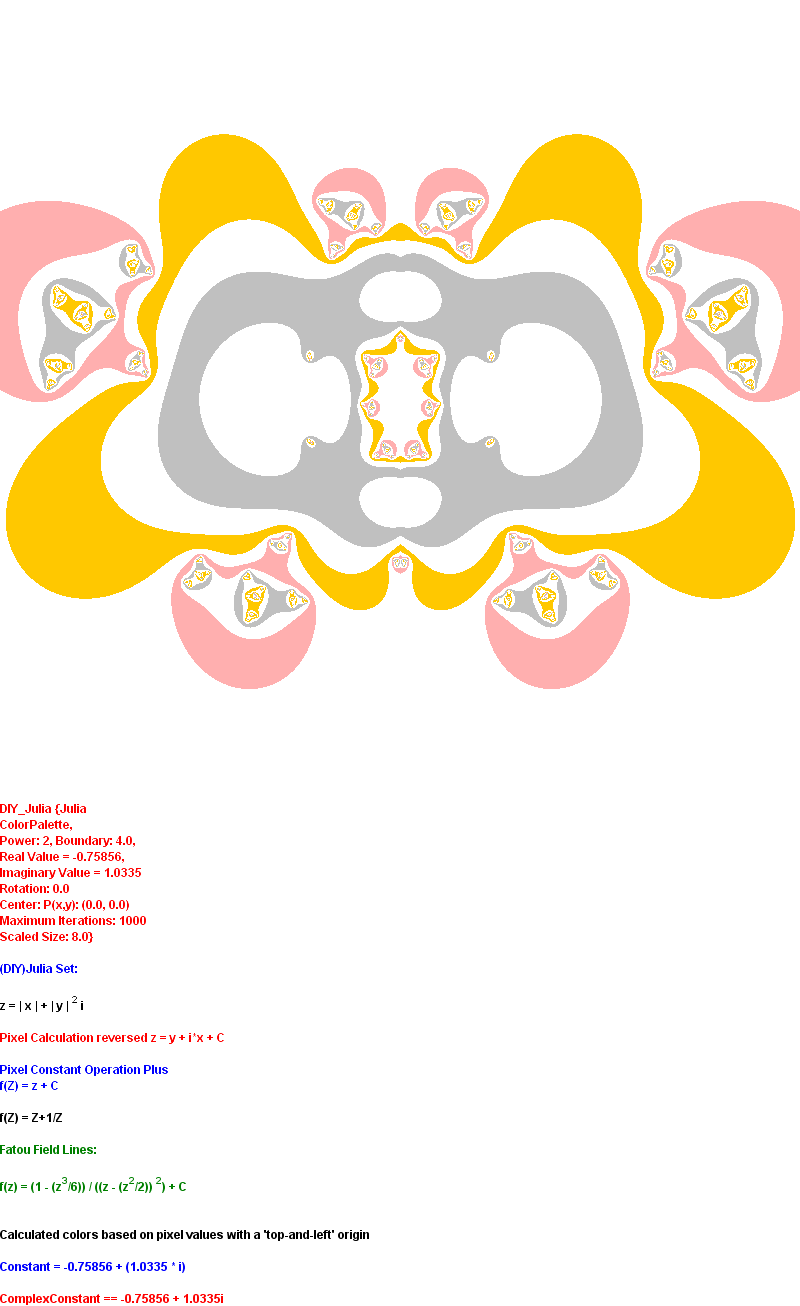 DIY_Julia {Julia
ColorPalette,
Power: 2, Boundary: 4.0,
Real Value = -0.75856,
Imaginary Value = 1.0335
Rotation: 0.0
Center: P(x,y): (0.0, 0.0)
Maximum Iterations: 1000
Scaled Size: 8.0}
(DIY)Julia Set:
z = | x | + | y | ² i
Pixel Calculation reversed z = y + i*x + C
Pixel Constant Operation Plus
f(Z) = z + C
f(Z) = Z+1/Z
Fatou Field Lines:
f(z) = (1 - (z³/6)) / ((z - (z²/2)) ²) + C
Calculated colors based on pixel values with a 'top-and-left' origin
Constant = -0.75856 + (1.0335 * i)
ComplexConstant == -0.75856 + 1.0335i